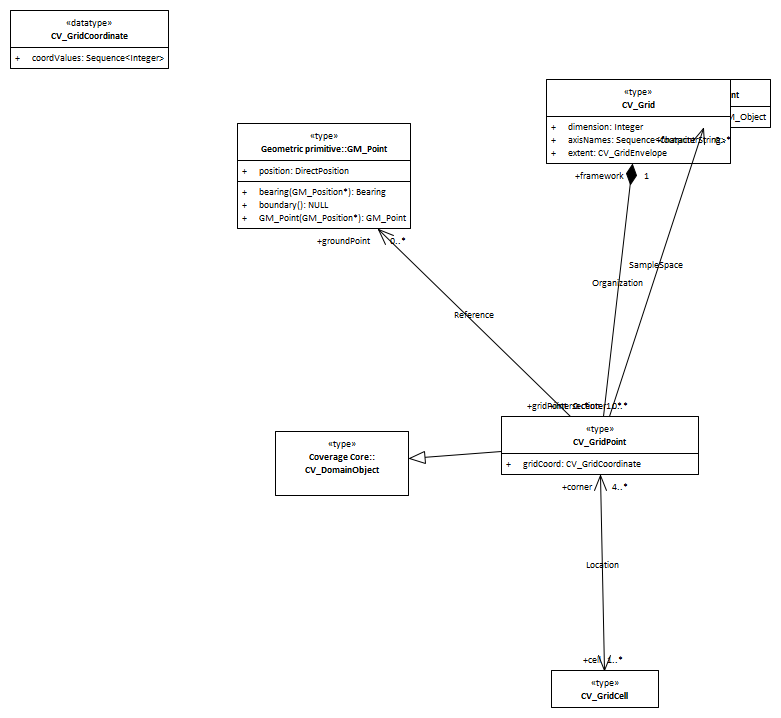 «datatype»
CV_GridCoordinate
+ coordValues: Sequence<Integer>
«type»
CV_Grid
nt
+ dimension: Integer
M_Object
+ axisNames: Sequence<CharacterString>
+ extent: CV_GridEnvelope
+framework 1
«type»
Geometric primitive::GM_Point
+ position: DirectPosition
+ bearing(GM_Position*): Bearing
+ boundary(): NULL
+ GM_Point(GM_Position*): GM_Point
+groundPoint 0..*
SampleSpace
Organization
Reference
«type»
CV_GridPoint
+ gridCoord: CV_GridCoordinate
«type»
Coverage Core::
CV_DomainObject
+corner 4..*
Location
+cell 1..*
«type»
CV_GridCell